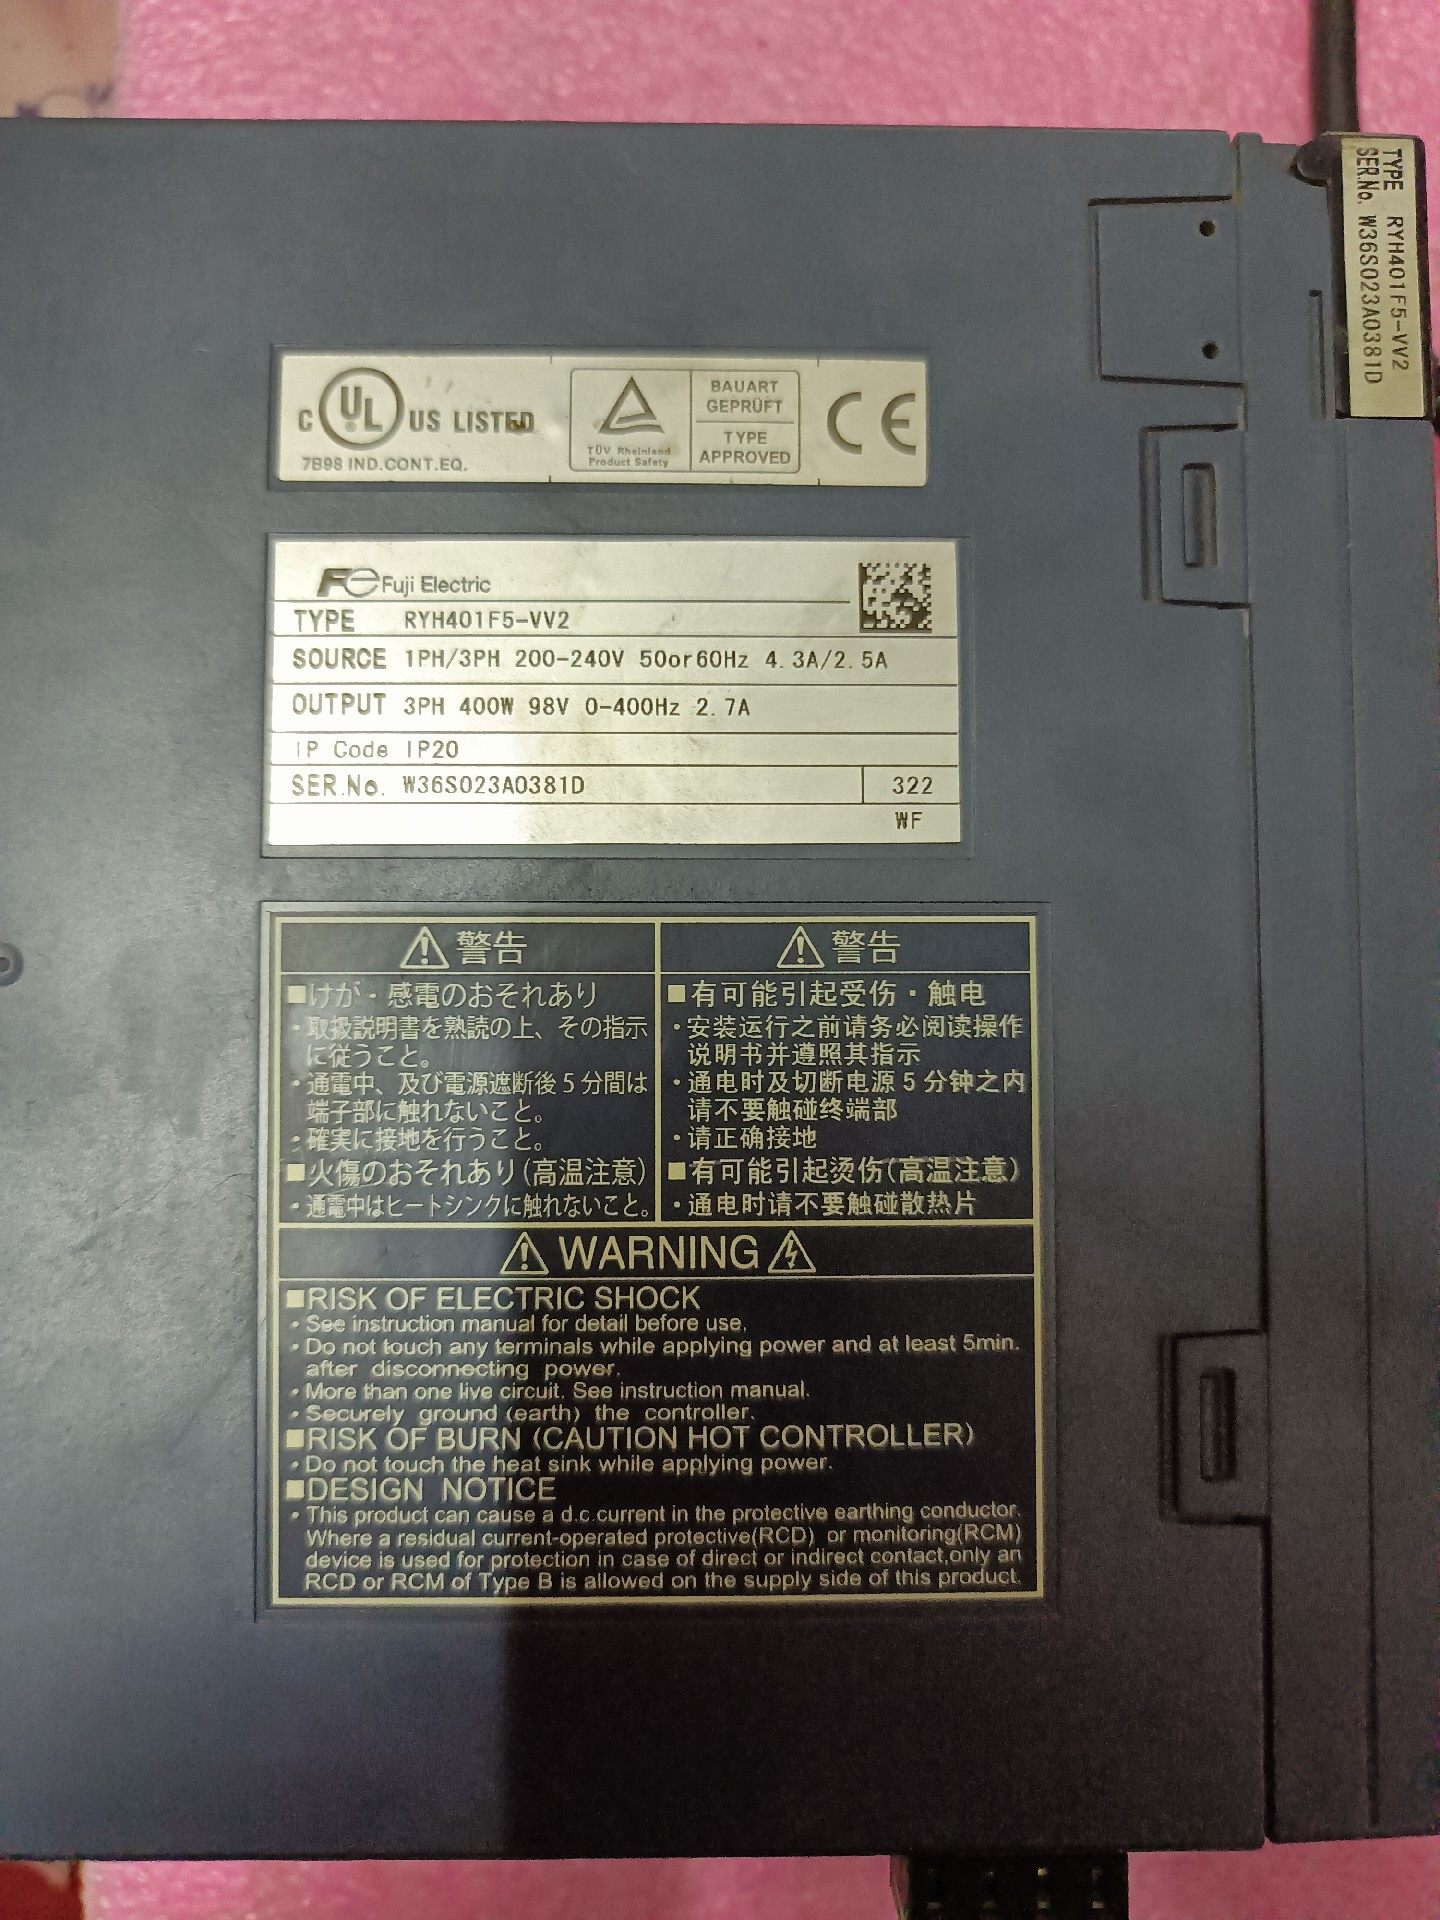 C UL US LISTED
7B98 IND.CONT.EQ.
TÜV Rheinland
Product Safety
BAUART
GEPRÜFT
TYPE
APPROVED
CE
Fe Fuji Electric
TYPE RYH401F5-VV2
SOURCE 1PH/3PH 200-240V 50or60Hz 4.3A/2.5A
OUTPUT 3PH 400W 98V 0-400Hz 2.7A
IP Code IP20
SER.No. W36S023A0381D 322
WF
TYPE RYH401F5-VV2
SER.No. W36S023A0381D
警告
■けが・感電のおそれあり
・取扱説明書を熟読の上、その指示
に従うこと。
・通電中、及び電源遮断後5分間は
端子部に触れないこと。
・確実に接地を行うこと。
■火傷のおそれあり(高温注意)
・通電中はヒートシンクに触れないこと。
警告
■有可能引起受伤・触电
・安装运行之前请务必阅读操作
说明书并遵照其指示
・通电时及切断电源5分钟之内
请不要触碰终端部
・请正确接地
■有可能引起烫伤(高温注意)
・通电时请不要触碰散热片
WARNING
■RISK OF ELECTRIC SHOCK
・See instruction manual for detail before use.
・Do not touch any terminals while applying power and at least 5min.
after disconnecting power.
・More than one live circuit. See instruction manual.
・Securely ground (earth) the controller.
■RISK OF BURN (CAUTION HOT CONTROLLER)
・Do not touch the heat sink while applying power.
■DESIGN NOTICE
・This product can cause a d.c.current in the protective earthing conductor.
Where a residual current-operated protective(RCD) or monitoring(RCM)
device is used for protection in case of direct or indirect contact,only an
RCD or RCM of Type B is allowed on the supply side of this product.